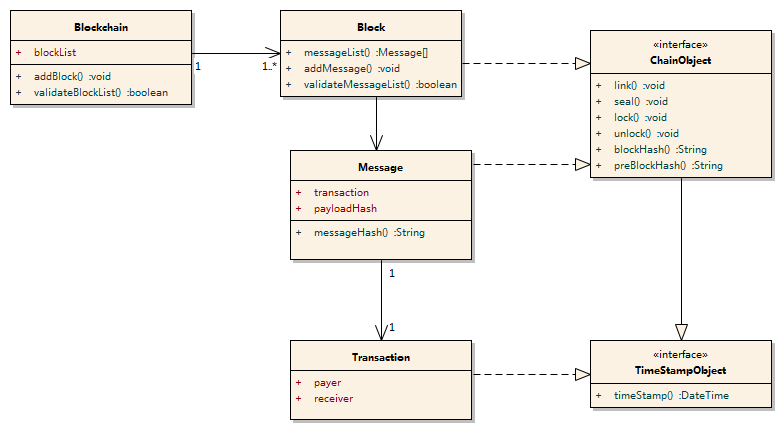 Blockchain
+ blockList
+ addBlock() :void
+ validateBlockList() :boolean
1
1..*
Block
+ messageList() :Message[]
+ addMessage() :void
+ validateMessageList() :boolean
«interface»
ChainObject
+ link() :void
+ seal() :void
+ lock() :void
+ unlock() :void
+ blockHash() :String
+ preBlockHash() :String
Message
+ transaction
+ payloadHash
+ messageHash() :String
1
1
Transaction
+ payer
+ receiver
«interface»
TimeStampObject
+ timeStamp() :DateTime